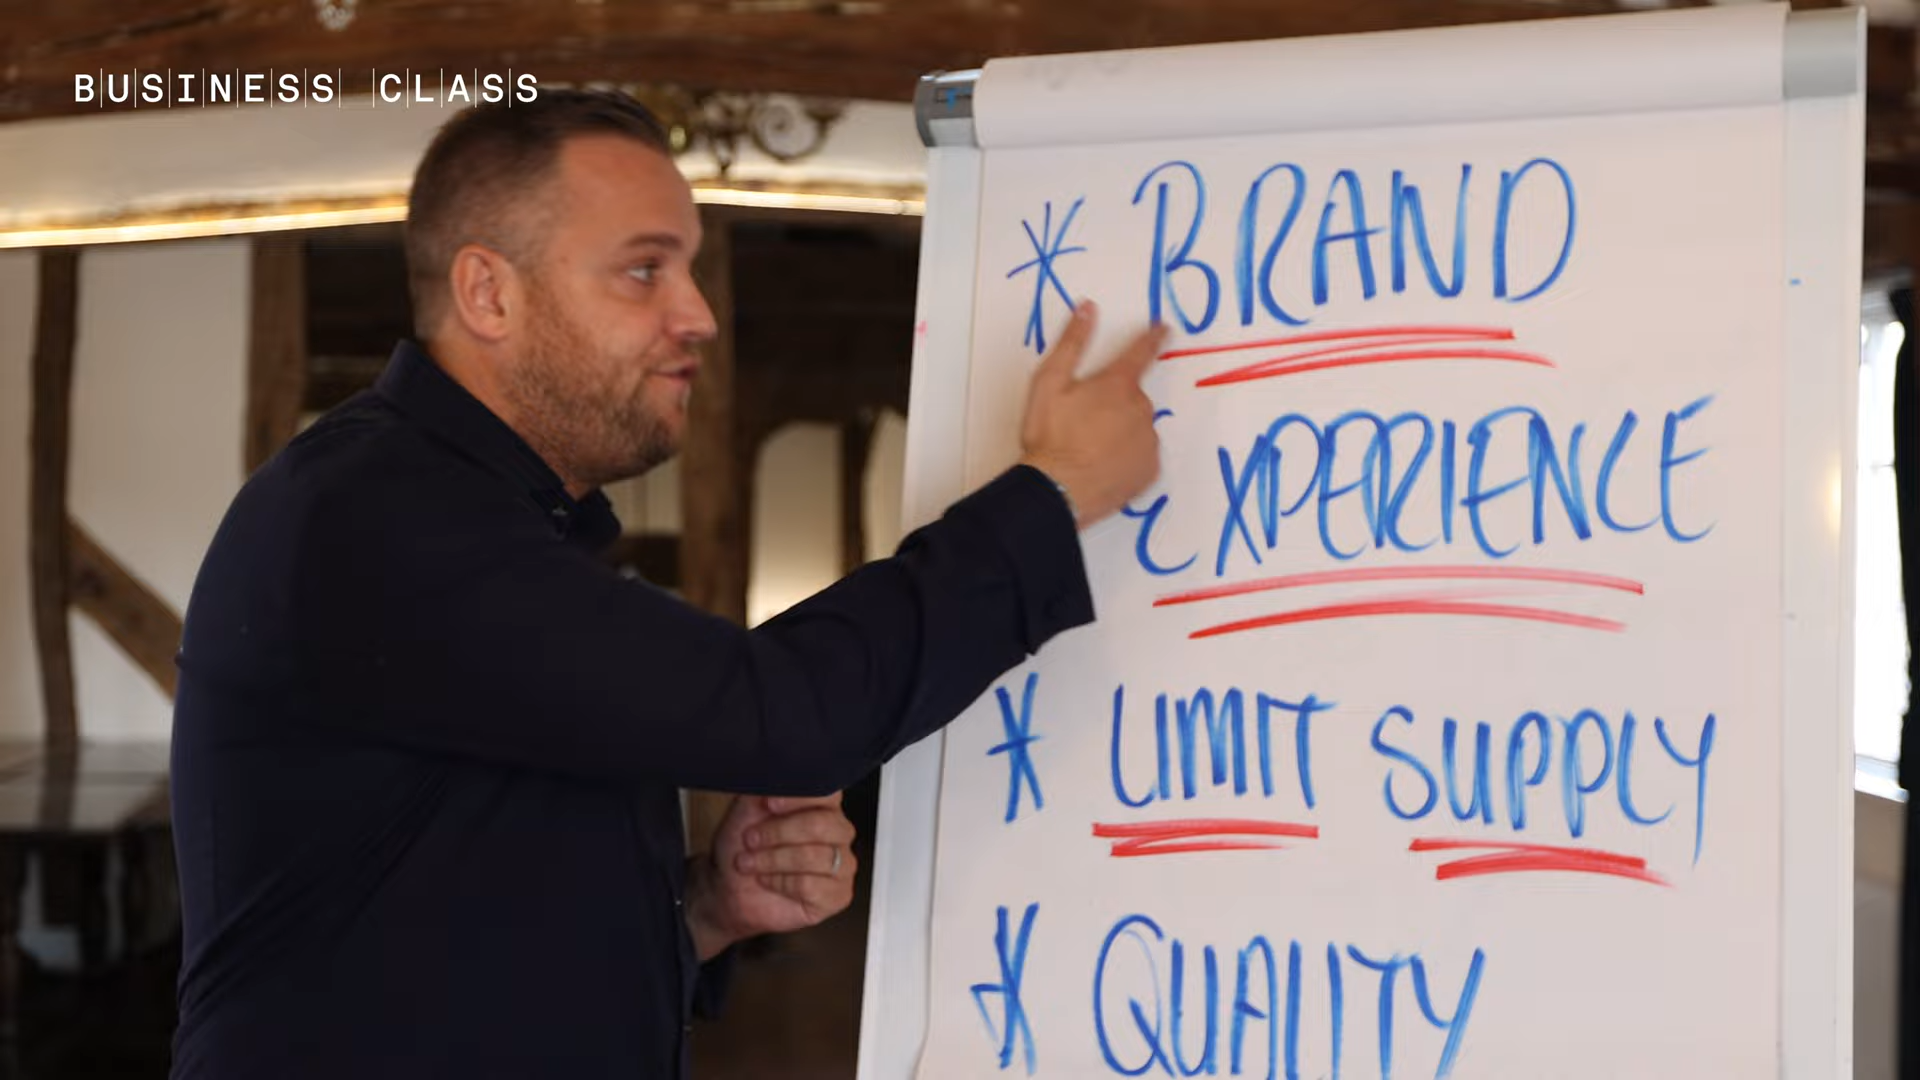 BUSINESS CLASS
* BRAND
EXPERIENCE
* LIMIT SUPPLY
* QUALITY